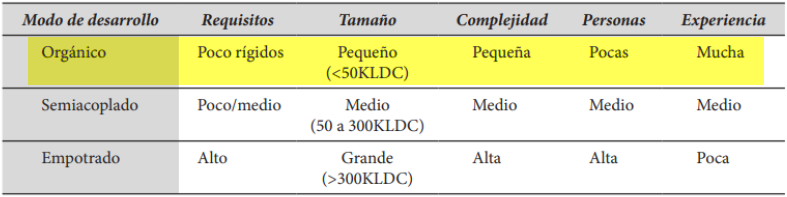 Modo de desarrollo Requisitos Tamaño Complejidad Personas Experiencia
Orgánico Poco rígidos Pequeño Pequeña Pocas Mucha
(<50KLDC)
Semiacoplado Poco/medio Medio Medio Medio Medio
(50 a 300KLDC)
Empotrado Alto Grande Alta Alta Poca
(>300KLDC)